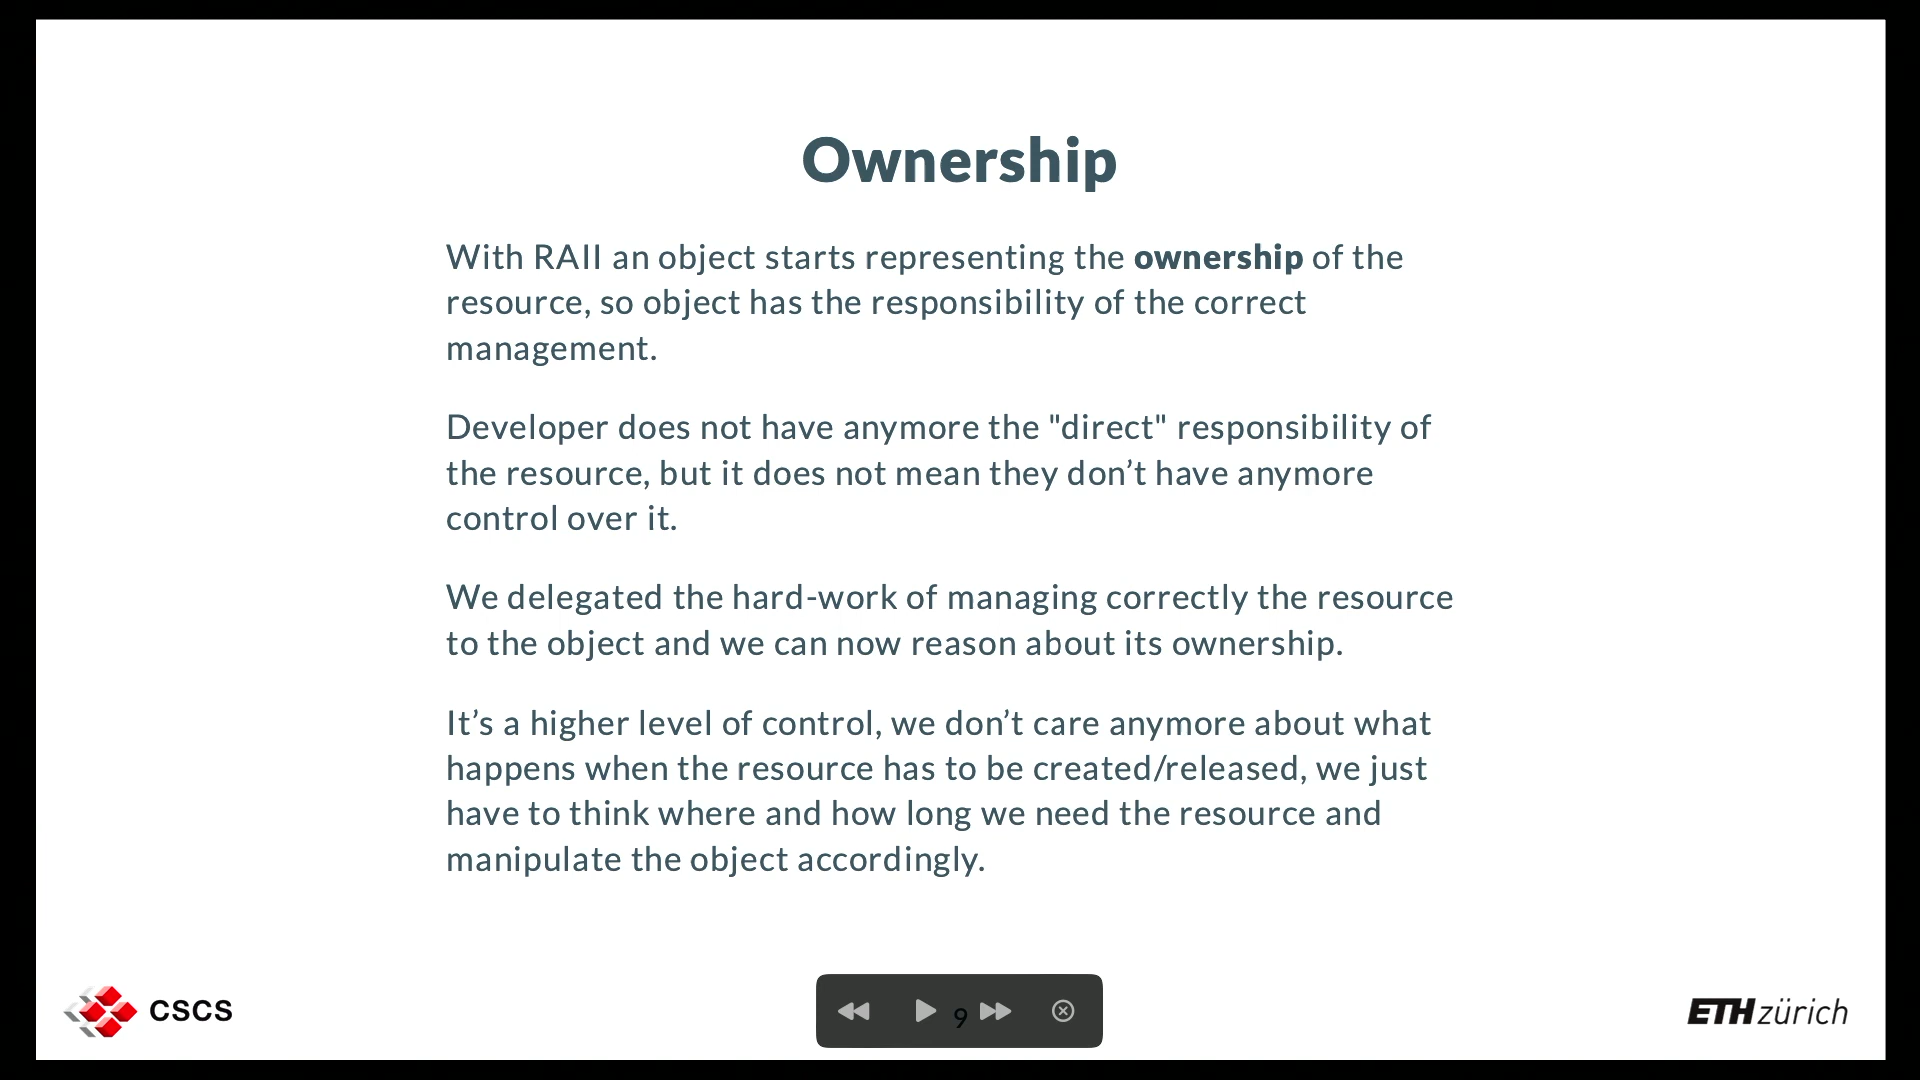 Ownership
With RAII an object starts representing the ownership of the
resource, so object has the responsibility of the correct
management.
Developer does not have anymore the "direct" responsibility of
the resource, but it does not mean they don’t have anymore
control over it.
We delegated the hard-work of managing correctly the resource
to the object and we can now reason about its ownership.
It’s a higher level of control, we don’t care anymore about what
happens when the resource has to be created/released, we just
have to think where and how long we need the resource and
manipulate the object accordingly.
CSCS
9
ETH zürich